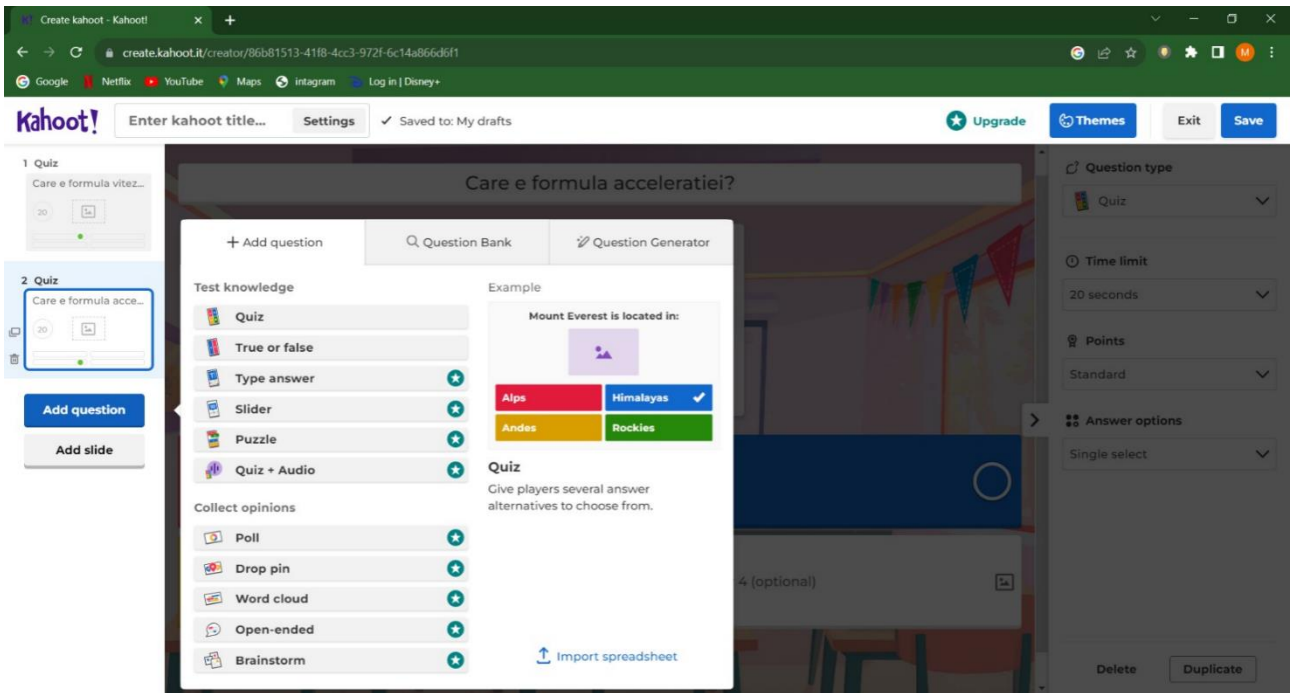 Create kahoot - Kahoot!
create.kahoot.it/creator/86b81513-41f8-4cc3-972f-6c14a866d6f1
M
Google Netflix YouTube Maps intagram Log in | Disney+
Kahoot! Enter kahoot title... Settings Saved to: My drafts Upgrade Themes Exit Save
1 Quiz
Care e formula vitez...
20
2 Quiz
Care e formula acce...
20
Add question
Add slide
Care e formula acceleratiei?
Add question Question Bank Question Generator
Test knowledge
Quiz
True or false
Type answer
Slider
Puzzle
Quiz + Audio
Collect opinions
Poll
Drop pin
Word cloud
Open-ended
Brainstorm
Example
Mount Everest is located in:
Alps Himalayas
Andes Rockies
Quiz
Give players several answer
alternatives to choose from.
Import spreadsheet
4 (optional)
Question type
Quiz
Time limit
20 seconds
Points
Standard
Answer options
Single select
Delete Duplicate